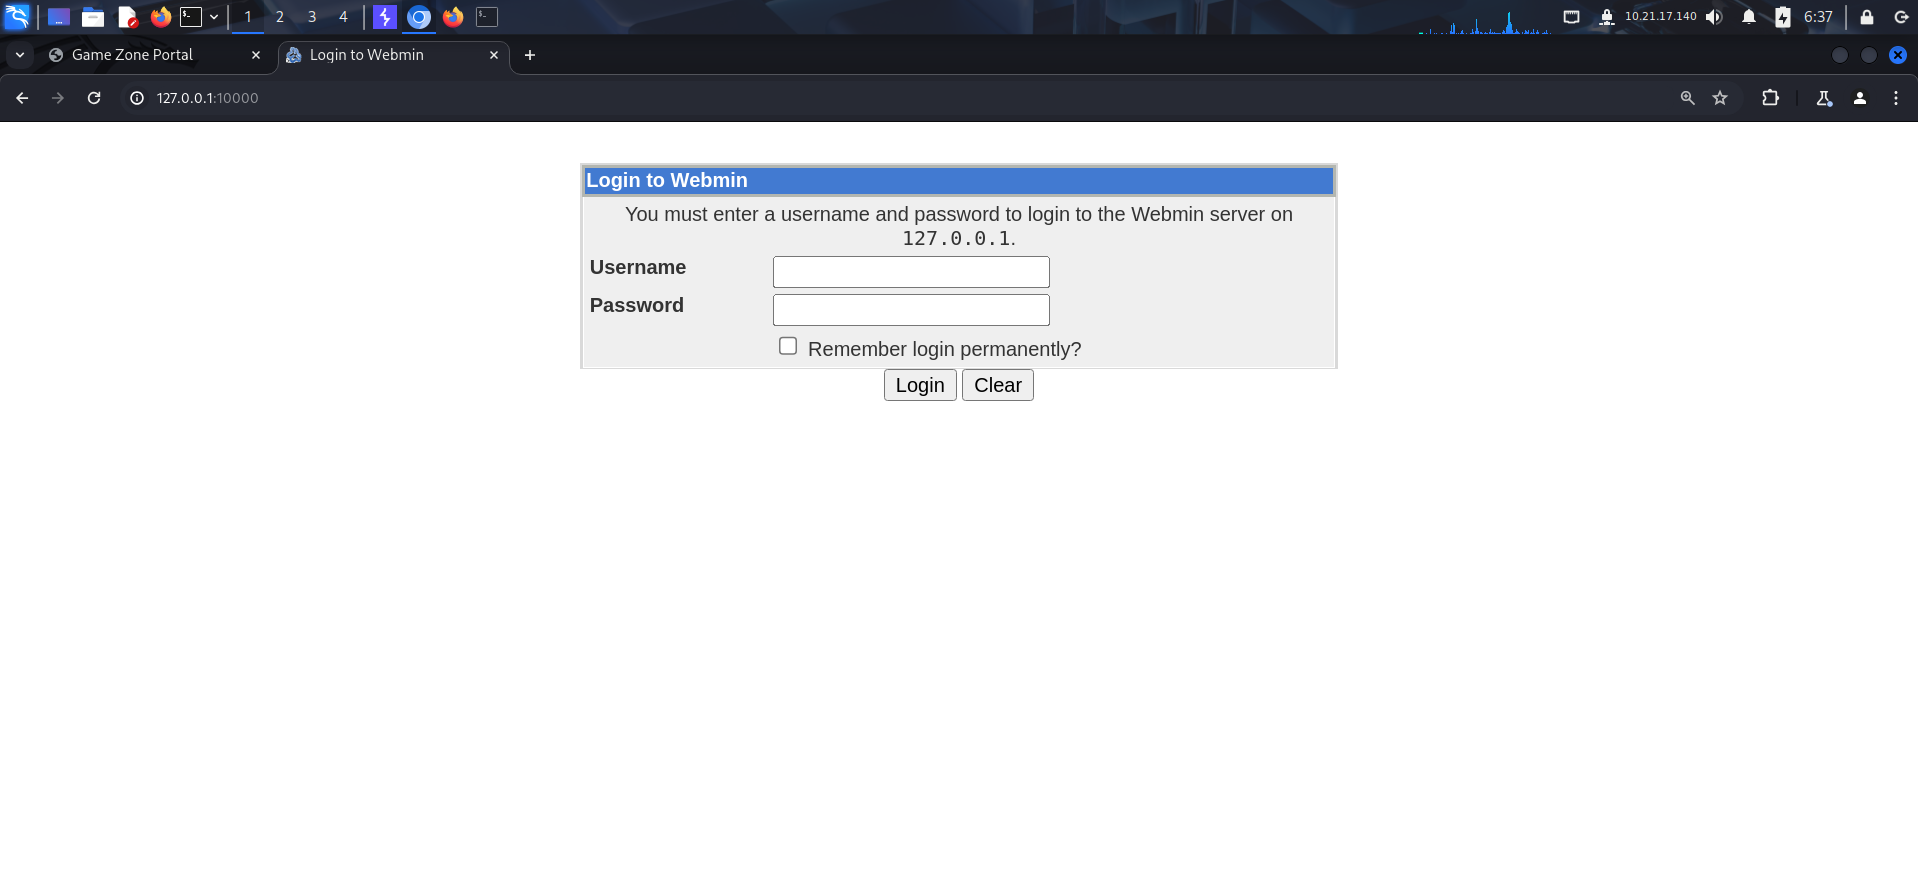 1 2 3 4
10.21.17.140
6:37
Game Zone Portal
Login to Webmin
127.0.0.1:10000
Login to Webmin
You must enter a username and password to login to the Webmin server on
127.0.0.1.
Username
Password
Remember login permanently?
Login Clear